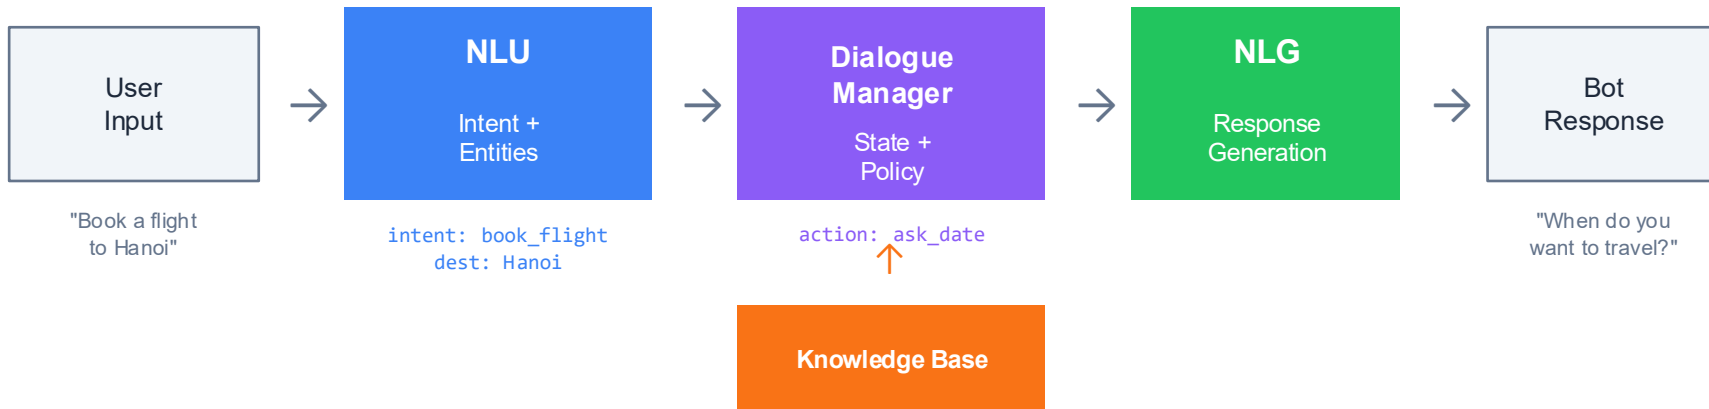 User
Input
"Book a flight
to Hanoi"
NLU
Intent +
Entities
intent: book_flight
dest: Hanoi
Dialogue
Manager
State +
Policy
action: ask_date
Knowledge Base
NLG
Response
Generation
Bot
Response
"When do you
want to travel?"